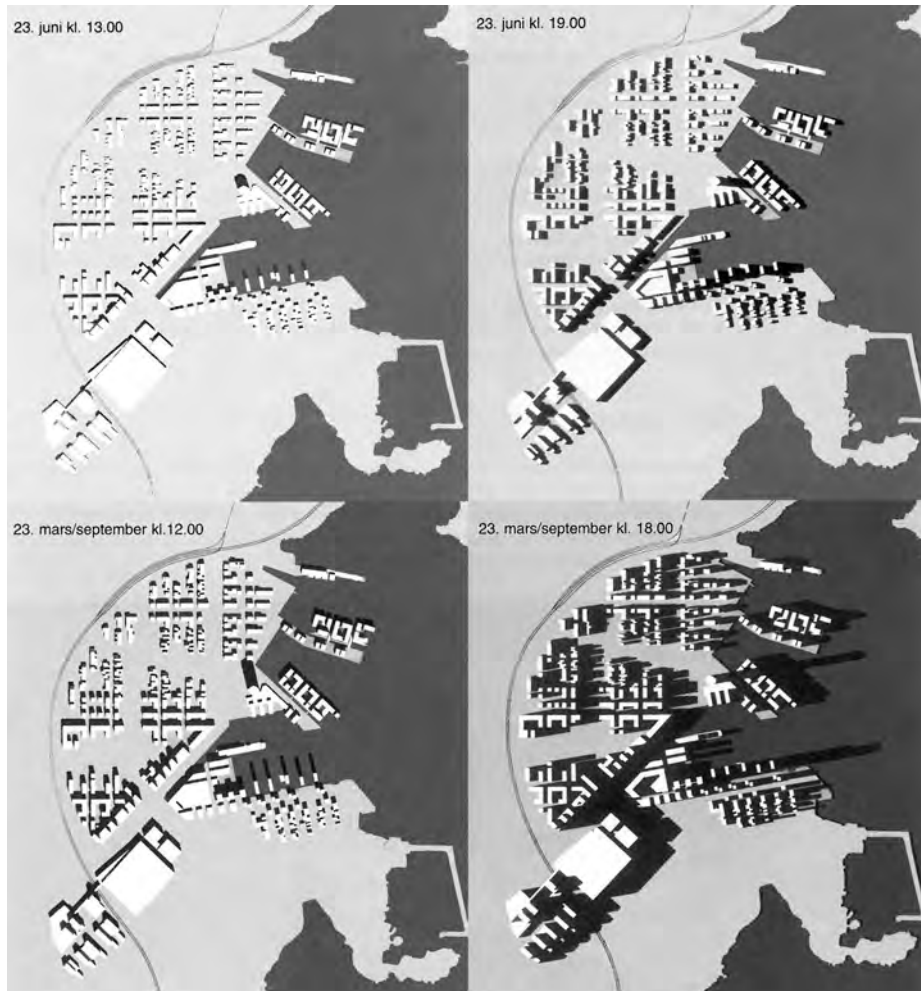 23. juni kl. 13.00
23. juni kl. 19.00
23. mars/september kl.12.00
23. mars/september kl. 18.00